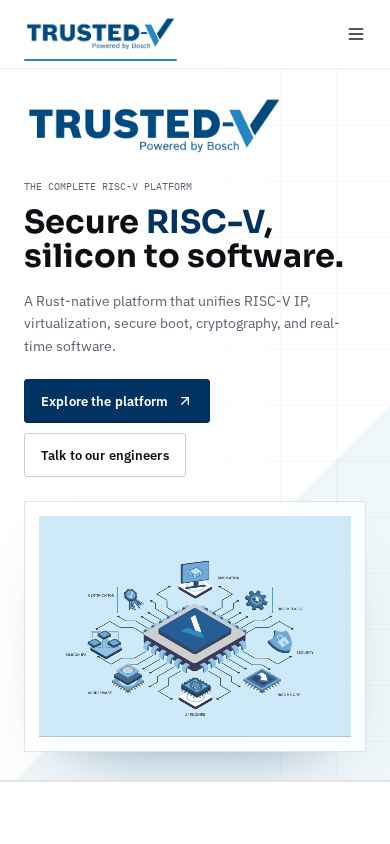 TRUSTED-V
Powered by Bosch
TRUSTED-V
Powered by Bosch
THE COMPLETE RISC-V PLATFORM
Secure RISC-V,
silicon to software.
A Rust-native platform that unifies RISC-V IP,
virtualization, secure boot, cryptography, and real-
time software.
Explore the platform
Talk to our engineers
SECURITY